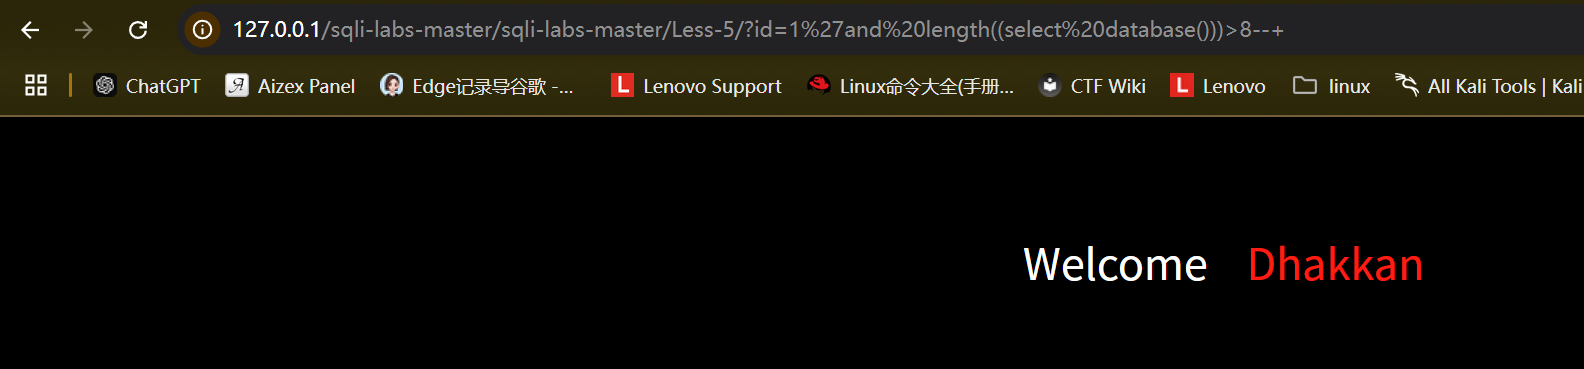 127.0.0.1/sqli-labs-master/sqli-labs-master/Less-5/?id=1%27and%20length((select%20database()))>8--+
ChatGPT Aizex Panel Edge记录导谷歌 -... Lenovo Support Linux命令大全(手册... CTF Wiki Lenovo linux All Kali Tools | Kali
Welcome Dhakkan